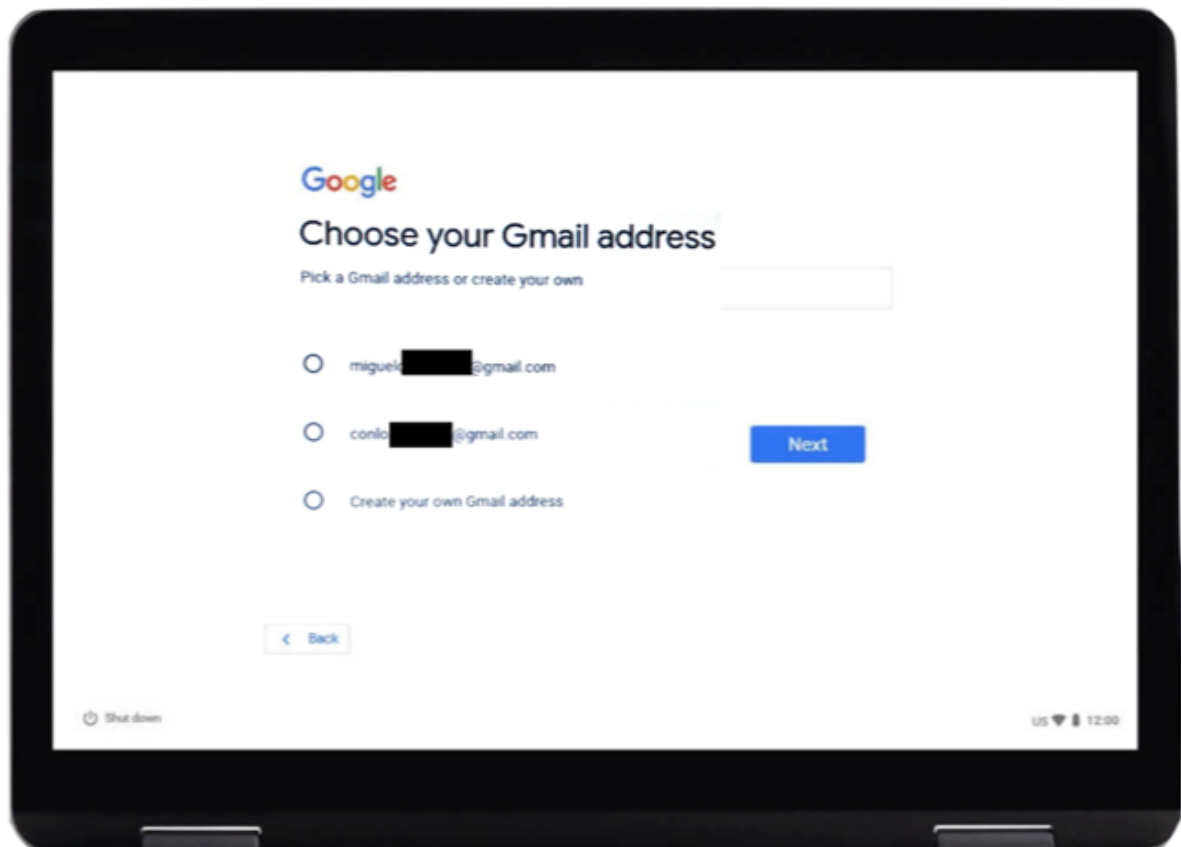 Google
Choose your Gmail address
Pick a Gmail address or create your own
miguel @gmail.com
conlo @gmail.com
Next
Create your own Gmail address
< Back
Shut down
US 12:00